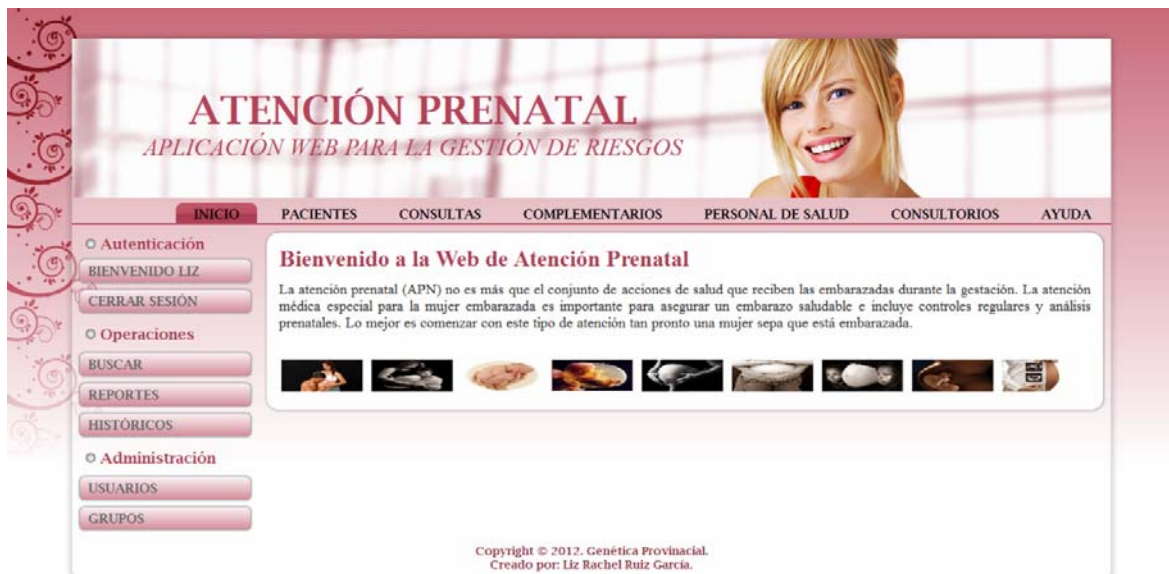 ATENCIÓN PRENATAL
APLICACIÓN WEB PARA LA GESTIÓN DE RIESGOS
INICIO PACIENTES CONSULTAS COMPLEMENTARIOS PERSONAL DE SALUD CONSULTORIOS AYUDA
Autenticación
BIENVENIDO LIZ
CERRAR SESIÓN
Operaciones
BUSCAR
REPORTES
HISTÓRICOS
Administración
USUARIOS
GRUPOS
Bienvenido a la Web de Atención Prenatal
La atención prenatal (APN) no es más que el conjunto de acciones de salud que reciben las embarazadas durante la gestación. La atención
médica especial para la mujer embarazada es importante para asegurar un embarazo saludable e incluye controles regulares y análisis
prenatales. Lo mejor es comenzar con este tipo de atención tan pronto una mujer sepa que está embarazada.
Copyright © 2012. Genética Provinacial.
Creado por: Liz Rachel Ruiz García.